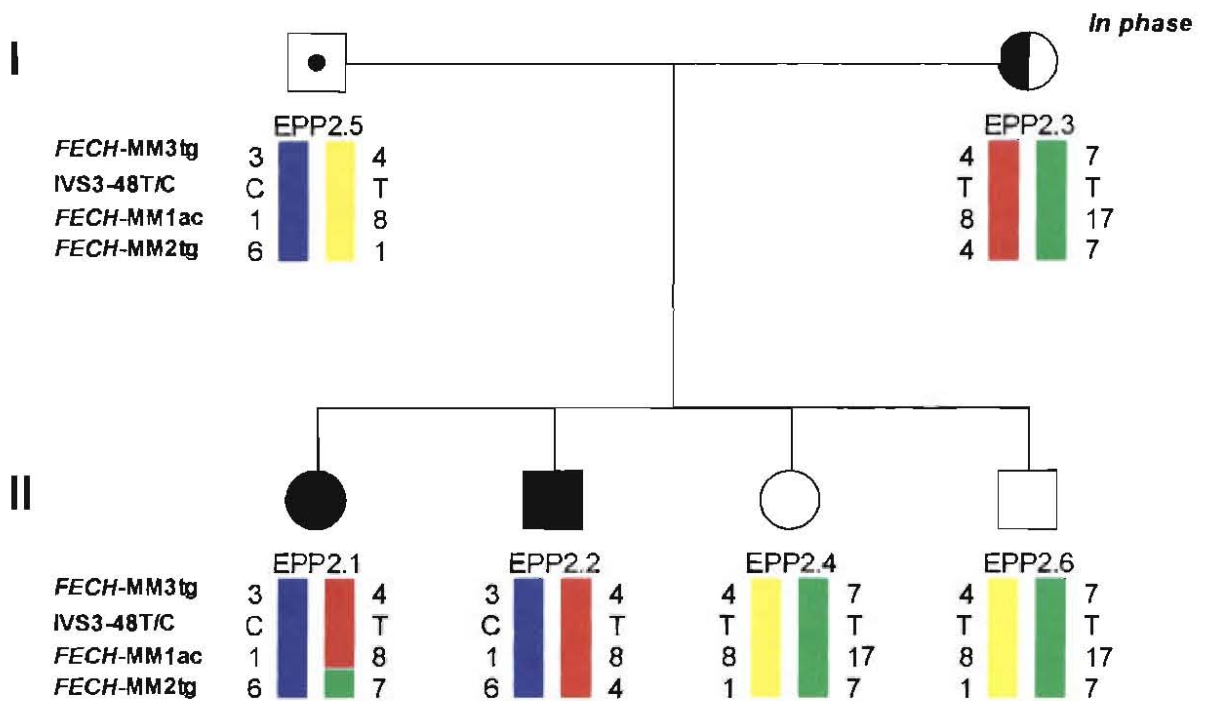 In phase
I
EPP2.5 EPP2.3
FECH-MM3tg 3 4 4 7
IVS3-48T/C C T T T
FECH-MM1ac 1 8 8 17
FECH-MM2tg 6 1 4 7
II
EPP2.1 EPP2.2 EPP2.4 EPP2.6
FECH-MM3tg 3 4 3 4 4 7 4 7
IVS3-48T/C C T C T T T T T
FECH-MM1ac 1 8 1 8 8 17 8 17
FECH-MM2tg 6 7 6 4 1 7 1 7